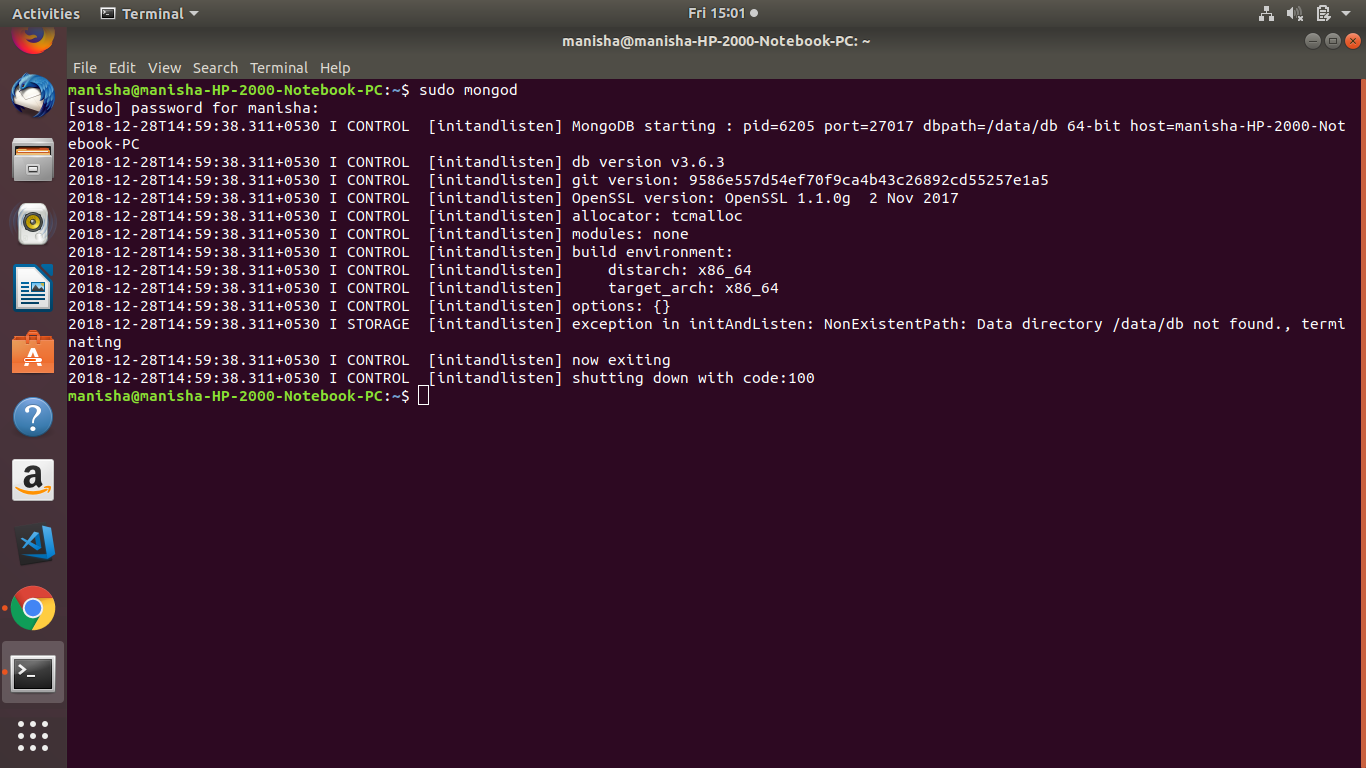 Activities Terminal Fri 15:01
manisha@manisha-HP-2000-Notebook-PC: ~
File Edit View Search Terminal Help
manisha@manisha-HP-2000-Notebook-PC:~$ sudo mongod
[sudo] password for manisha:
2018-12-28T14:59:38.311+0530 I CONTROL  [initandlisten] MongoDB starting : pid=6205 port=27017 dbpath=/data/db 64-bit host=manisha-HP-2000-Not
ebook-PC
2018-12-28T14:59:38.311+0530 I CONTROL  [initandlisten] db version v3.6.3
2018-12-28T14:59:38.311+0530 I CONTROL  [initandlisten] git version: 9586e557d54ef70f9ca4b43c26892cd55257e1a5
2018-12-28T14:59:38.311+0530 I CONTROL  [initandlisten] OpenSSL version: OpenSSL 1.1.0g  2 Nov 2017
2018-12-28T14:59:38.311+0530 I CONTROL  [initandlisten] allocator: tcmalloc
2018-12-28T14:59:38.311+0530 I CONTROL  [initandlisten] modules: none
2018-12-28T14:59:38.311+0530 I CONTROL  [initandlisten] build environment:
2018-12-28T14:59:38.311+0530 I CONTROL  [initandlisten]     distarch: x86_64
2018-12-28T14:59:38.311+0530 I CONTROL  [initandlisten]     target_arch: x86_64
2018-12-28T14:59:38.311+0530 I CONTROL  [initandlisten] options: {}
2018-12-28T14:59:38.311+0530 I STORAGE  [initandlisten] exception in initAndListen: NonExistentPath: Data directory /data/db not found., termi
nating
2018-12-28T14:59:38.311+0530 I CONTROL  [initandlisten] now exiting
2018-12-28T14:59:38.311+0530 I CONTROL  [initandlisten] shutting down with code:100
manisha@manisha-HP-2000-Notebook-PC:~$